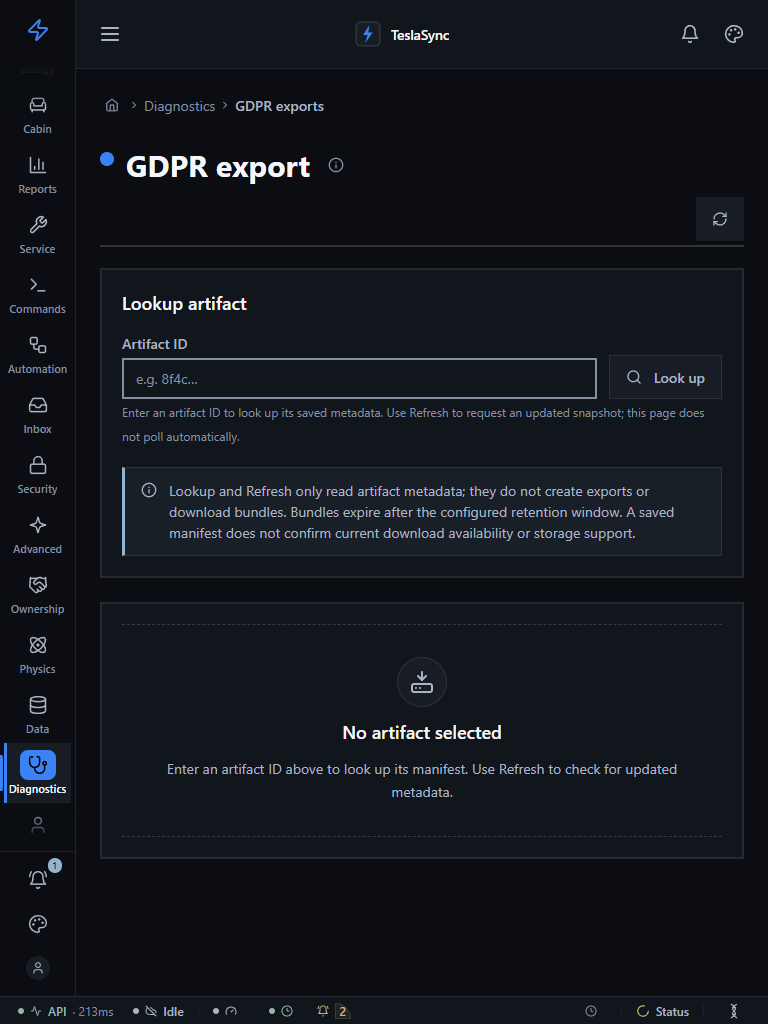 TeslaSync
Energy
Cabin
Reports
Service
Commands
Automation
Inbox
Security
Advanced
Ownership
Physics
Data
Diagnostics
1
Diagnostics
GDPR exports
GDPR export
Lookup artifact
Artifact ID
e.g. 8f4c...
Look up
Enter an artifact ID to look up its saved metadata. Use Refresh to request an updated snapshot; this page does
not poll automatically.
Lookup and Refresh only read artifact metadata; they do not create exports or
download bundles. Bundles expire after the configured retention window. A saved
manifest does not confirm current download availability or storage support.
No artifact selected
Enter an artifact ID above to look up its manifest. Use Refresh to check for updated
metadata.
API · 213ms
Idle
2
Status